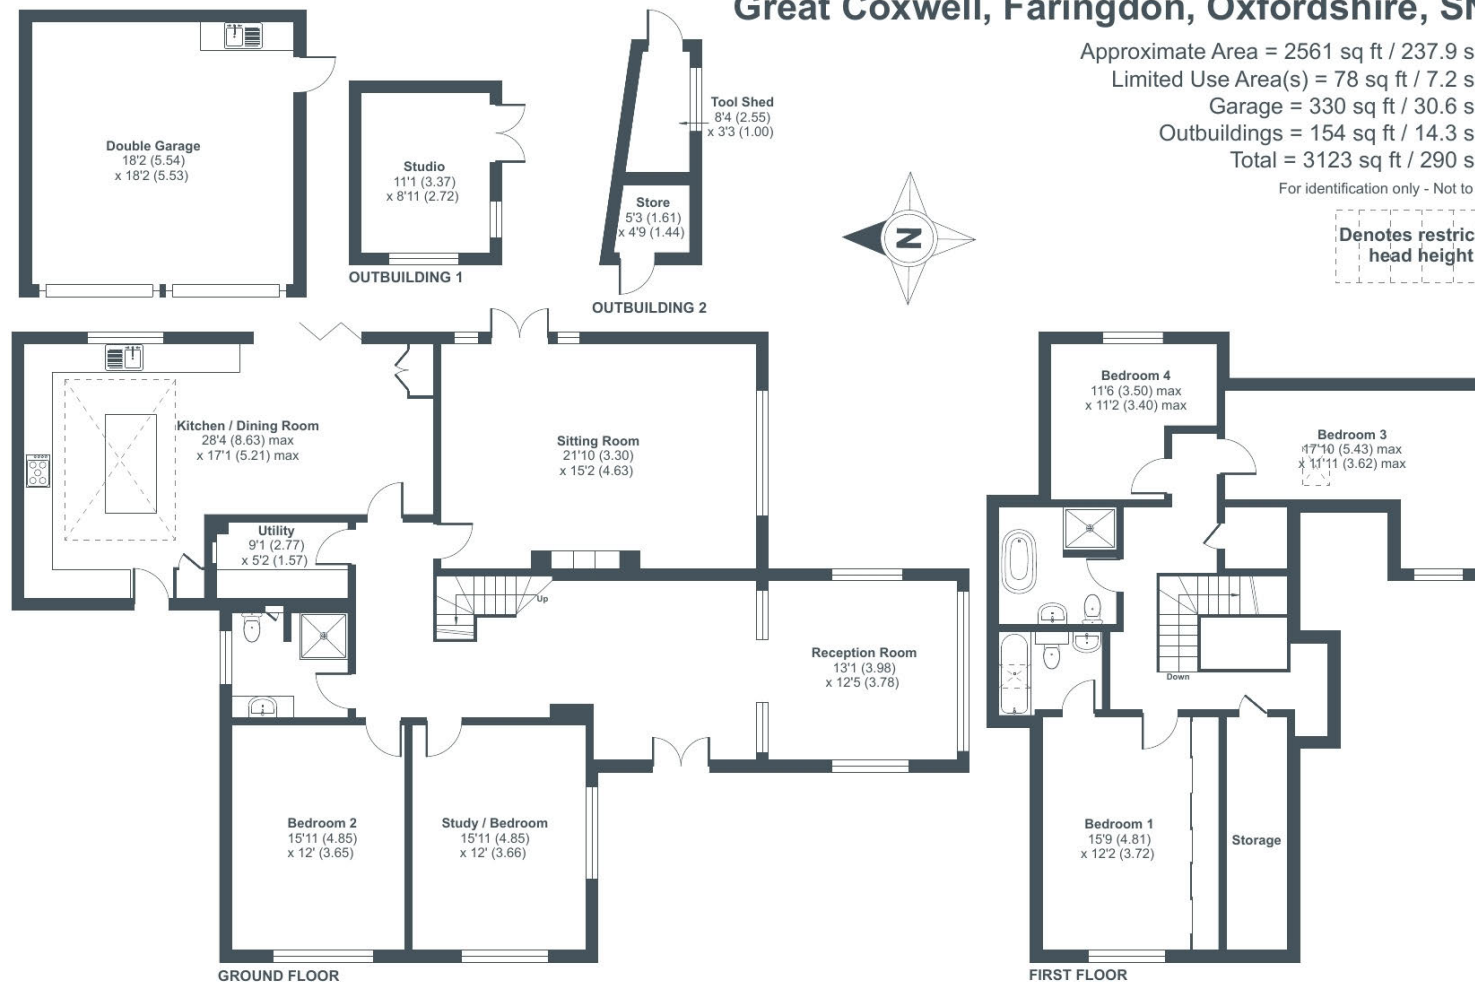 Great Coxwell, Faringdon, Oxfordshire, SN
Approximate Area = 2561 sq ft / 237.9 s
Limited Use Area(s) = 78 sq ft / 7.2 s
Garage = 330 sq ft / 30.6 s
Outbuildings = 154 sq ft / 14.3 s
Total = 3123 sq ft / 290 s
For identification only - Not to
Denotes restric
head height
N
Double Garage
18'2 (5.54)
x 18'2 (5.53)
Studio
11'1 (3.37)
x 8'11 (2.72)
OUTBUILDING 1
Tool Shed
8'4 (2.55)
x 3'3 (1.00)
Store
5'3 (1.61)
x 4'9 (1.44)
OUTBUILDING 2
Kitchen / Dining Room
28'4 (8.63) max
x 17'1 (5.21) max
Sitting Room
21'10 (3.30)
x 15'2 (4.63)
Utility
9'1 (2.77)
x 5'2 (1.57)
Up
Reception Room
13'1 (3.98)
x 12'5 (3.78)
Bedroom 2
15'11 (4.85)
x 12' (3.65)
Study / Bedroom
15'11 (4.85)
x 12' (3.66)
GROUND FLOOR
Bedroom 4
11'6 (3.50) max
x 11'2 (3.40) max
Bedroom 3
17'10 (5.43) max
x 11'11 (3.62) max
Down
Bedroom 1
15'9 (4.81)
x 12'2 (3.72)
Storage
FIRST FLOOR